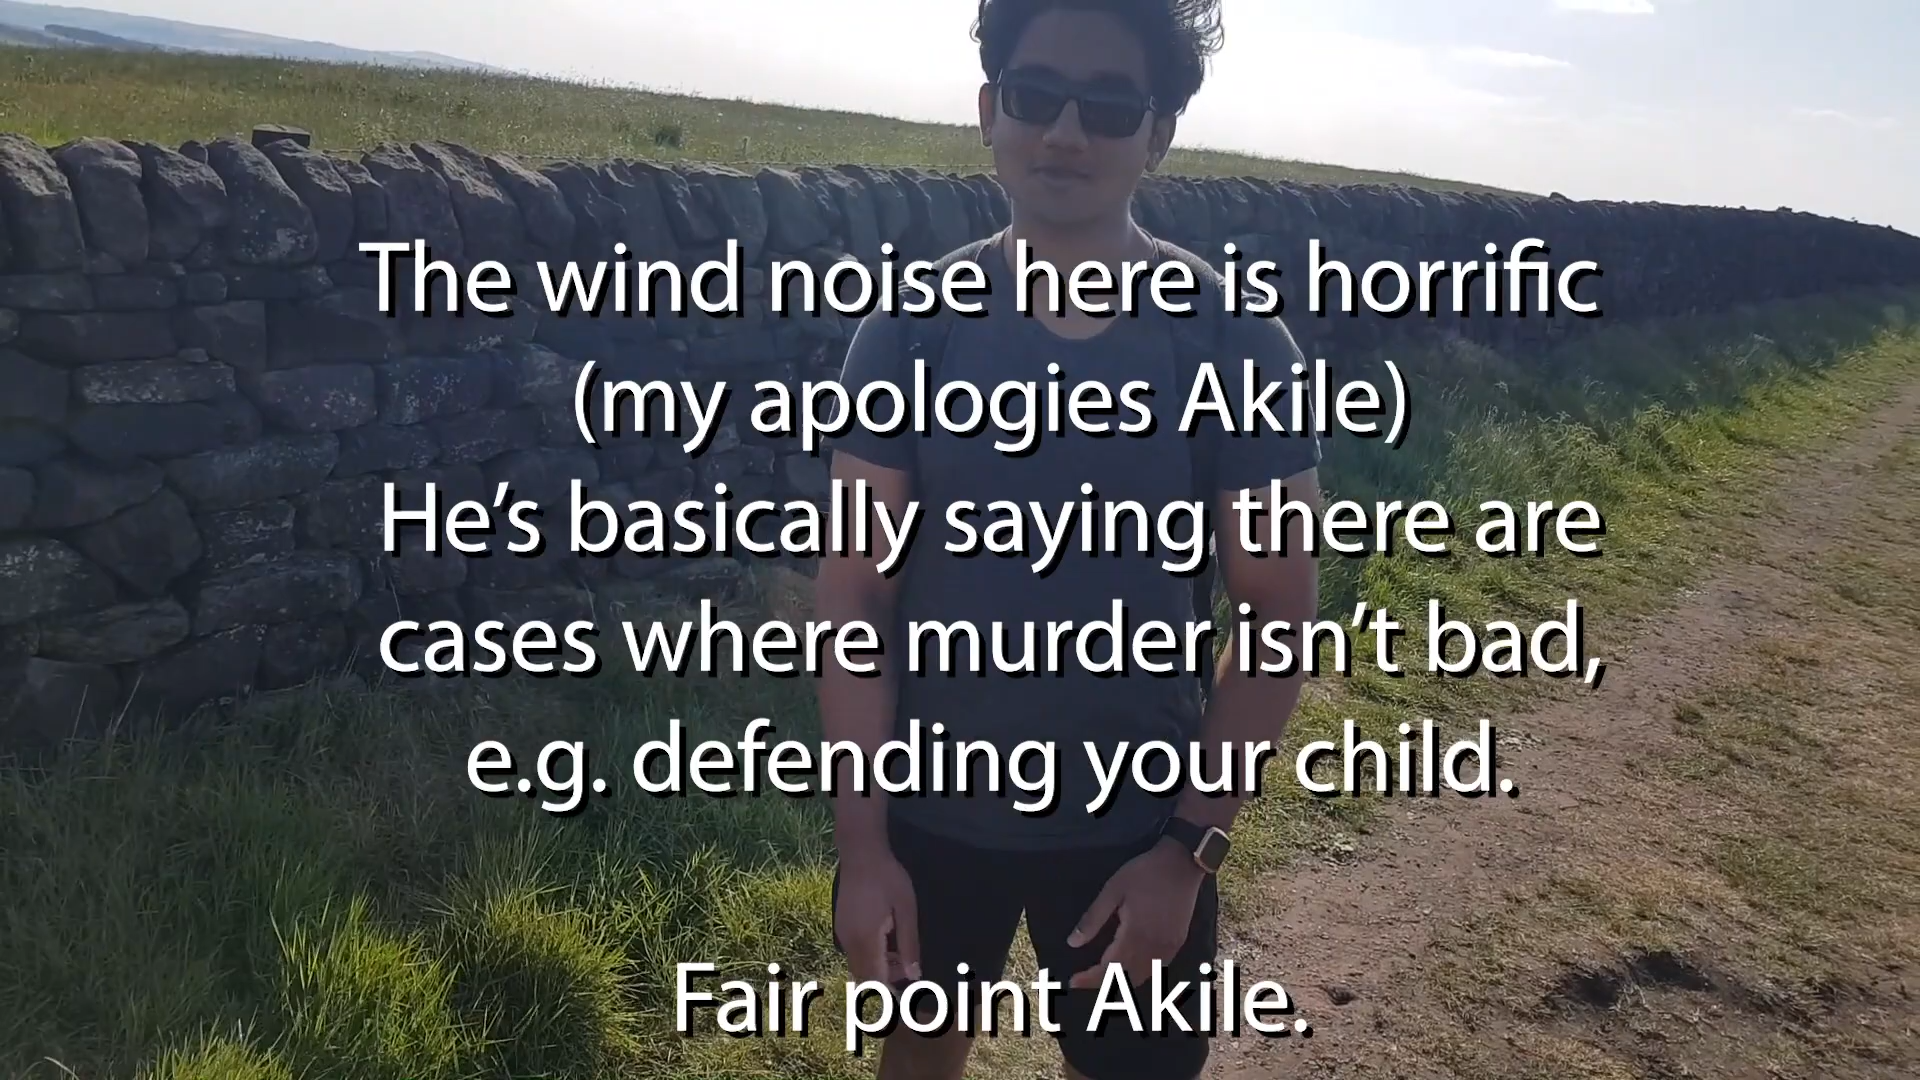 The wind noise here is horrific
(my apologies Akile)
He’s basically saying there are
cases where murder isn’t bad,
e.g. defending your child.
Fair point Akile.